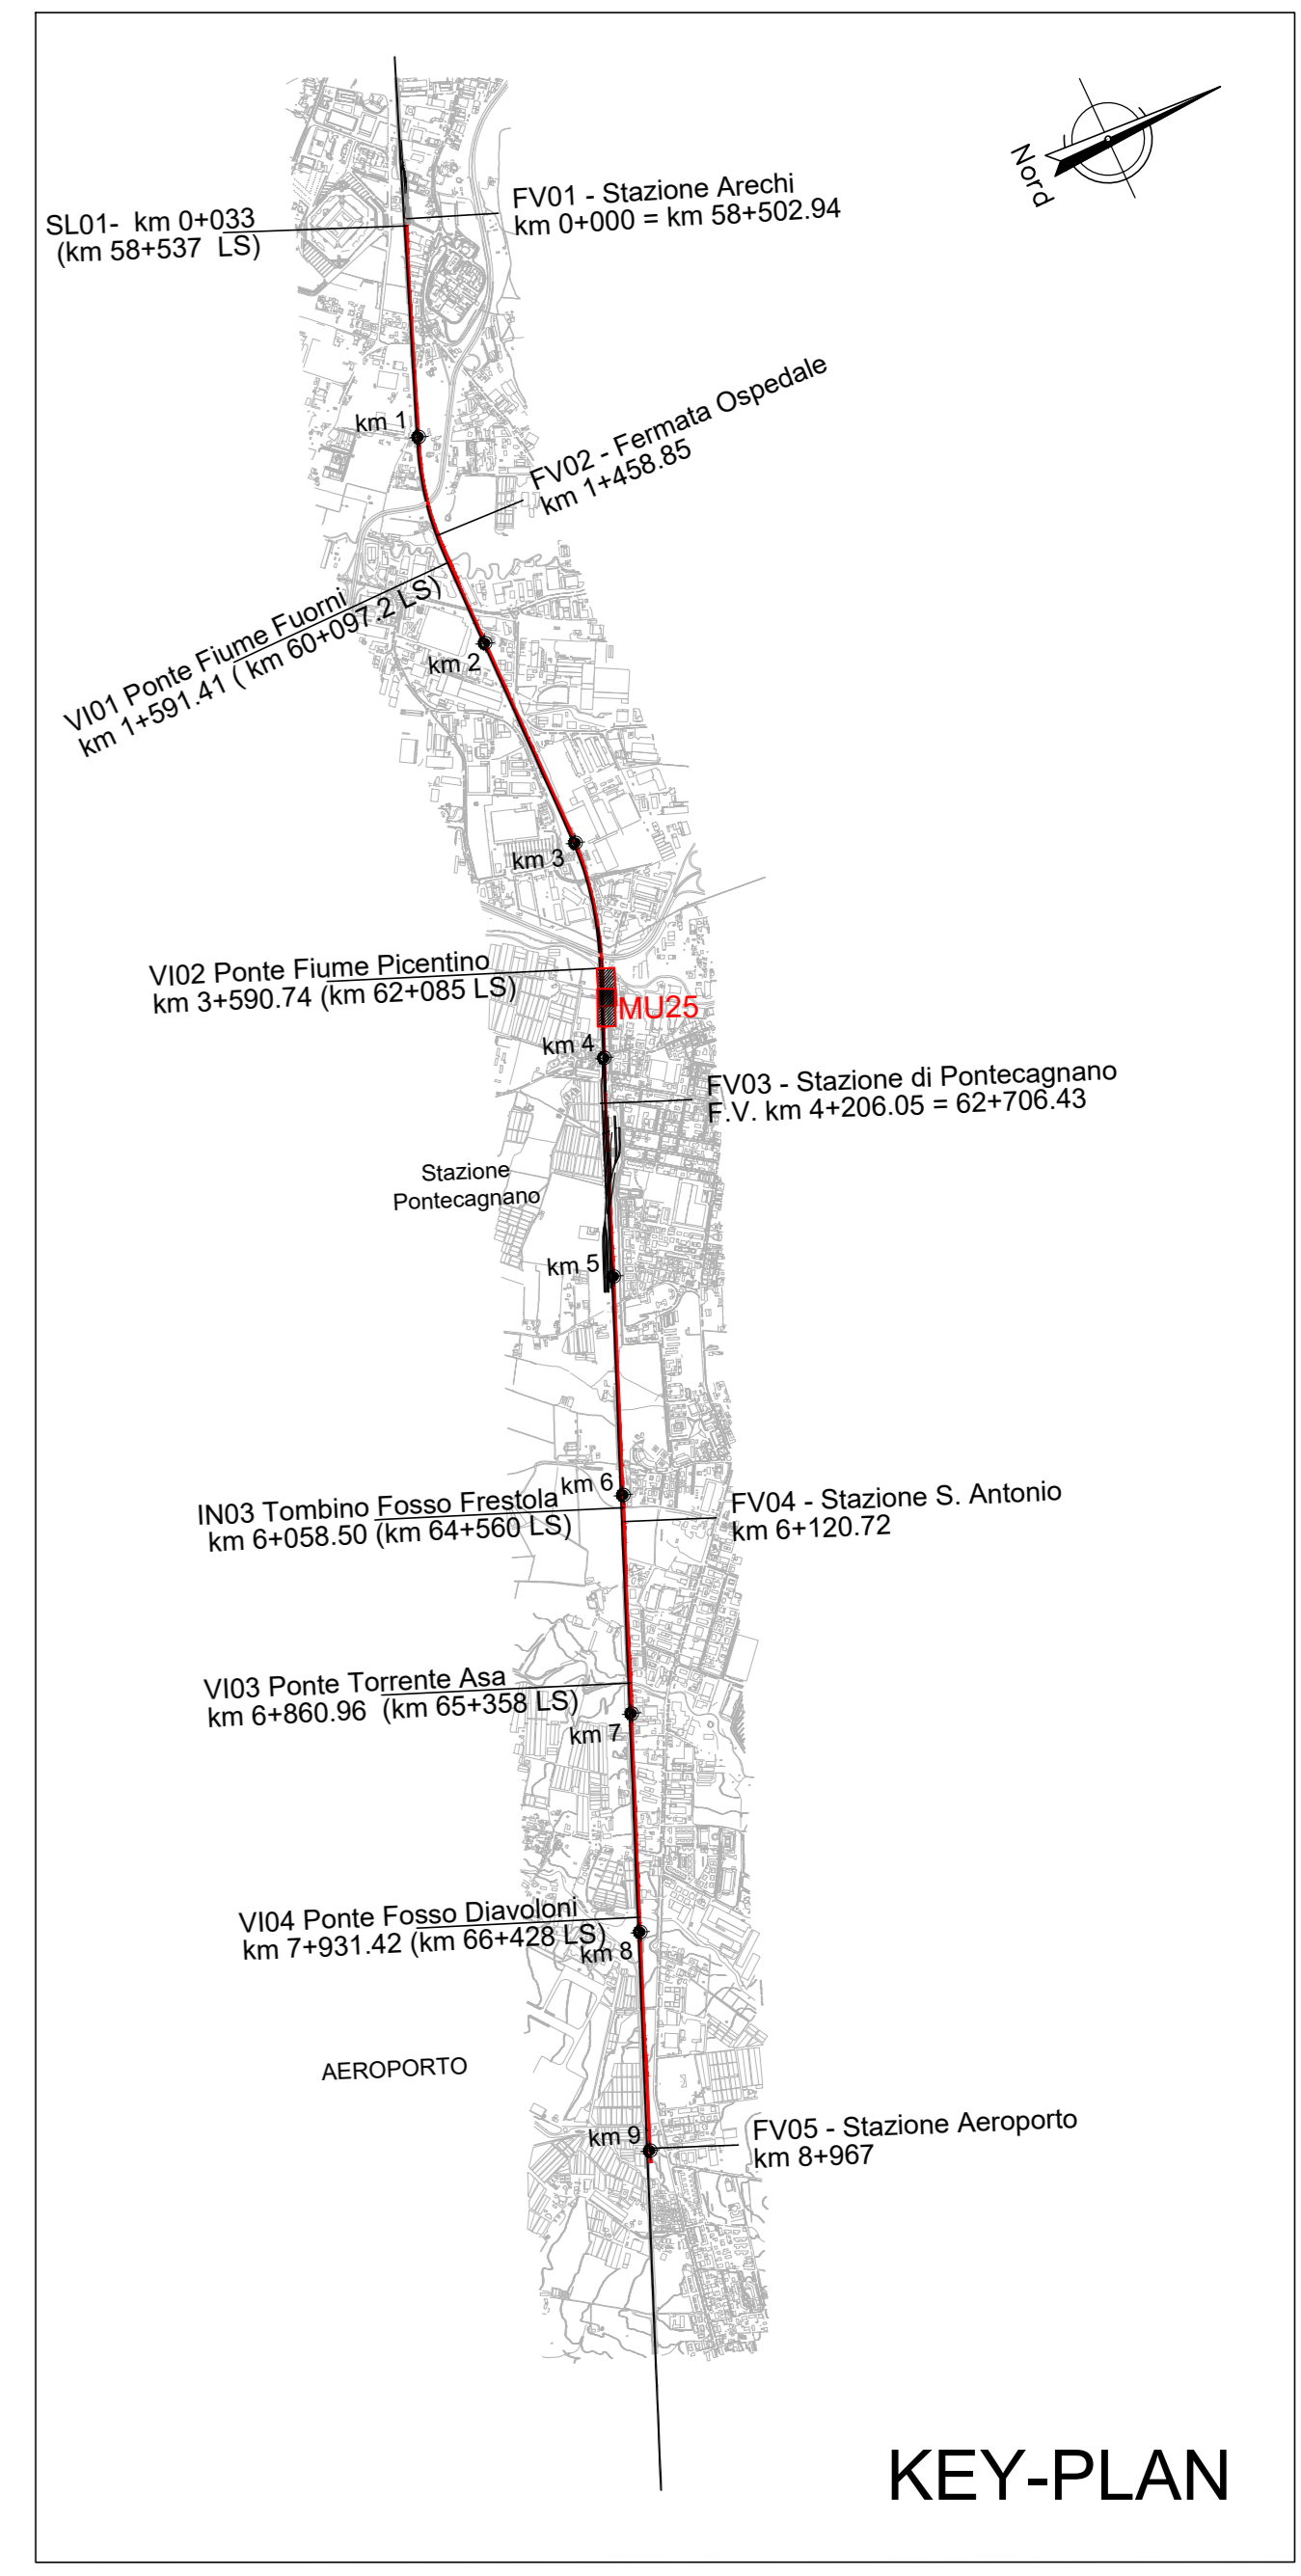 Nord
FV01 - Stazione Arechi
km 0+000 = km 58+502.94
SL01-  km 0+033
(km 58+537  LS)
km 1
FV02 - Fermata Ospedale
km 1+458.85
VI01 Ponte Fiume Fuorni
km 1+591.41 ( km 60+097.2 LS)
km 2
km 3
VI02 Ponte Fiume Picentino
km 3+590.74 (km 62+085 LS)
MU25
km 4
FV03 - Stazione di Pontecagnano
F.V. km 4+206.05 = 62+706.43
Stazione
Pontecagnano
km 5
km 6
IN03 Tombino Fosso Frestola
km 6+058.50 (km 64+560 LS)
FV04 - Stazione S. Antonio
km 6+120.72
VI03 Ponte Torrente Asa
km 6+860.96  (km 65+358 LS)
km 7
VI04 Ponte Fosso Diavoloni
km 7+931.42 (km 66+428 LS)
km 8
AEROPORTO
km 9
FV05 - Stazione Aeroporto
km 8+967
KEY-PLAN